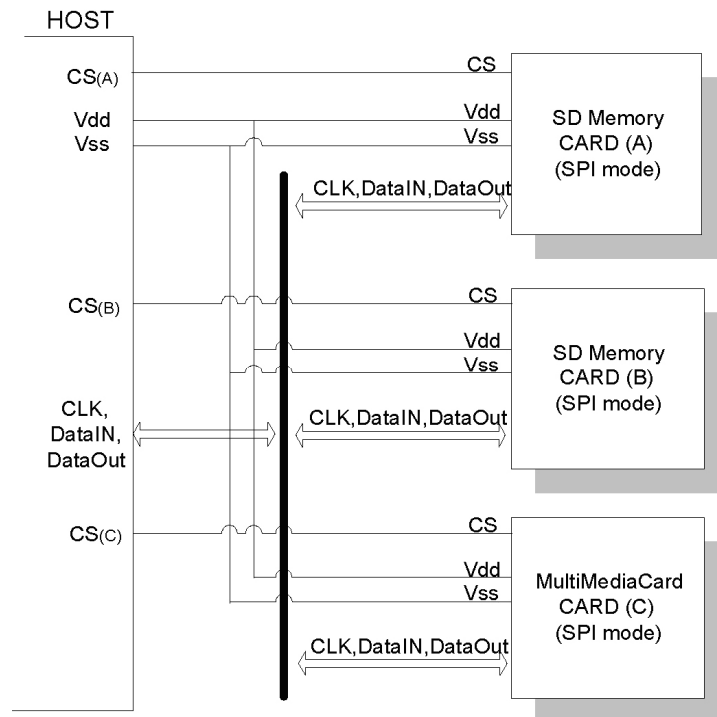 HOST
CS(A)
CS
Vdd
Vdd
Vss
Vss
SD Memory
CARD (A)
(SPI mode)
CLK,DataIN,DataOut
CS(B)
CS
Vdd
Vss
SD Memory
CARD (B)
(SPI mode)
CLK,
DataIN,
DataOut
CLK,DataIN,DataOut
CS(C)
CS
Vdd
Vss
MultiMediaCard
CARD (C)
(SPI mode)
CLK,DataIN,DataOut